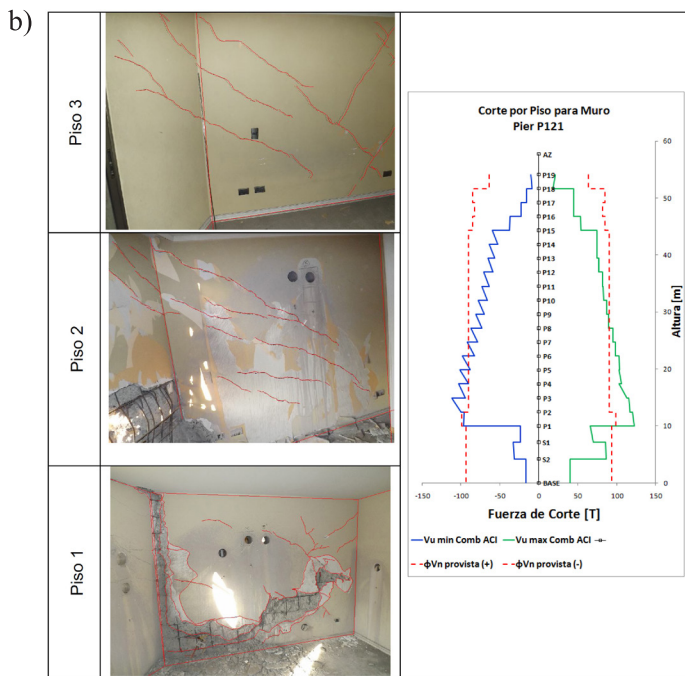 b)
Piso 3
Piso 2
Piso 1
Corte por Piso para Muro
Pier P121
60
50
40
30
20
10
0
Altura [m]
AZ
P19
P18
P17
P16
P15
P14
P13
P12
P11
P10
P9
P8
P7
P6
P5
P4
P3
P2
P1
S1
S2
BASE
-150 -100 -50 0 50 100 150
Fuerza de Corte [T]
Vu min Comb ACI Vu max Comb ACI
ϕVn provista (+) ϕVn provista (-)